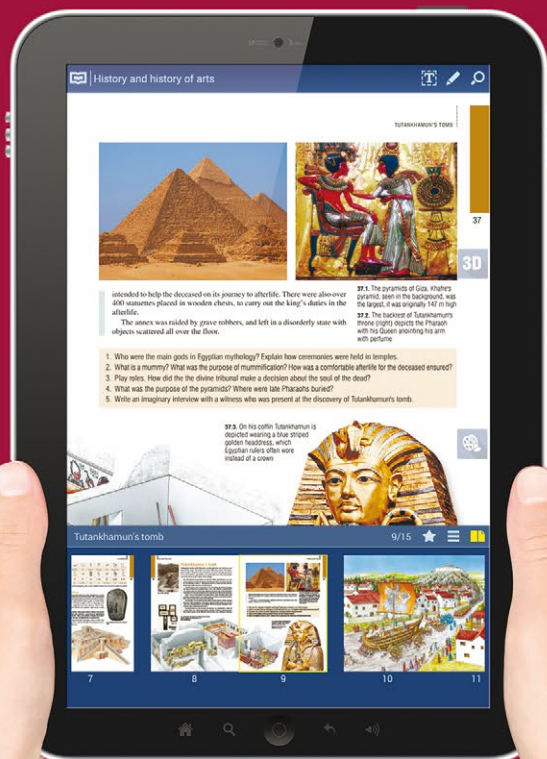 History and history of arts
TUTANKHAMUN'S TOMB
37
3D
intended to help the deceased on its journey to afterlife. There were also over
400 statuettes placed in wooden chests, to carry out the king's duties in the
afterlife.
The annex was raided by grave robbers, and left in a disorderly state with
objects scattered all over the floor.
37.1. The pyramids of Giza. Khafre's
pyramid, seen in the background, was
the largest, it was originally 147 m high
37.2. The backrest of Tutankhamun's
throne (right) depicts the Pharaoh
with his Queen anointing his arm
with perfume
1. Who were the main gods in Egyptian mythology? Explain how ceremonies were held in temples.
2. What is a mummy? What was the purpose of mummification? How was a comfortable afterlife for the deceased ensured?
3. Play roles. How did the the divine tribunal make a decision about the soul of the dead?
4. What was the purpose of the pyramids? Where were late Pharaohs buried?
5. Write an imaginary interview with a witness who was present at the discovery of Tutankhamun's tomb.
37.3. On his coffin Tutankhamun is
depicted wearing a blue striped
golden headdress, which
Egyptian rulers often wore
instead of a crown
Tutankhamun's tomb
9/15
7
8
9
10
11